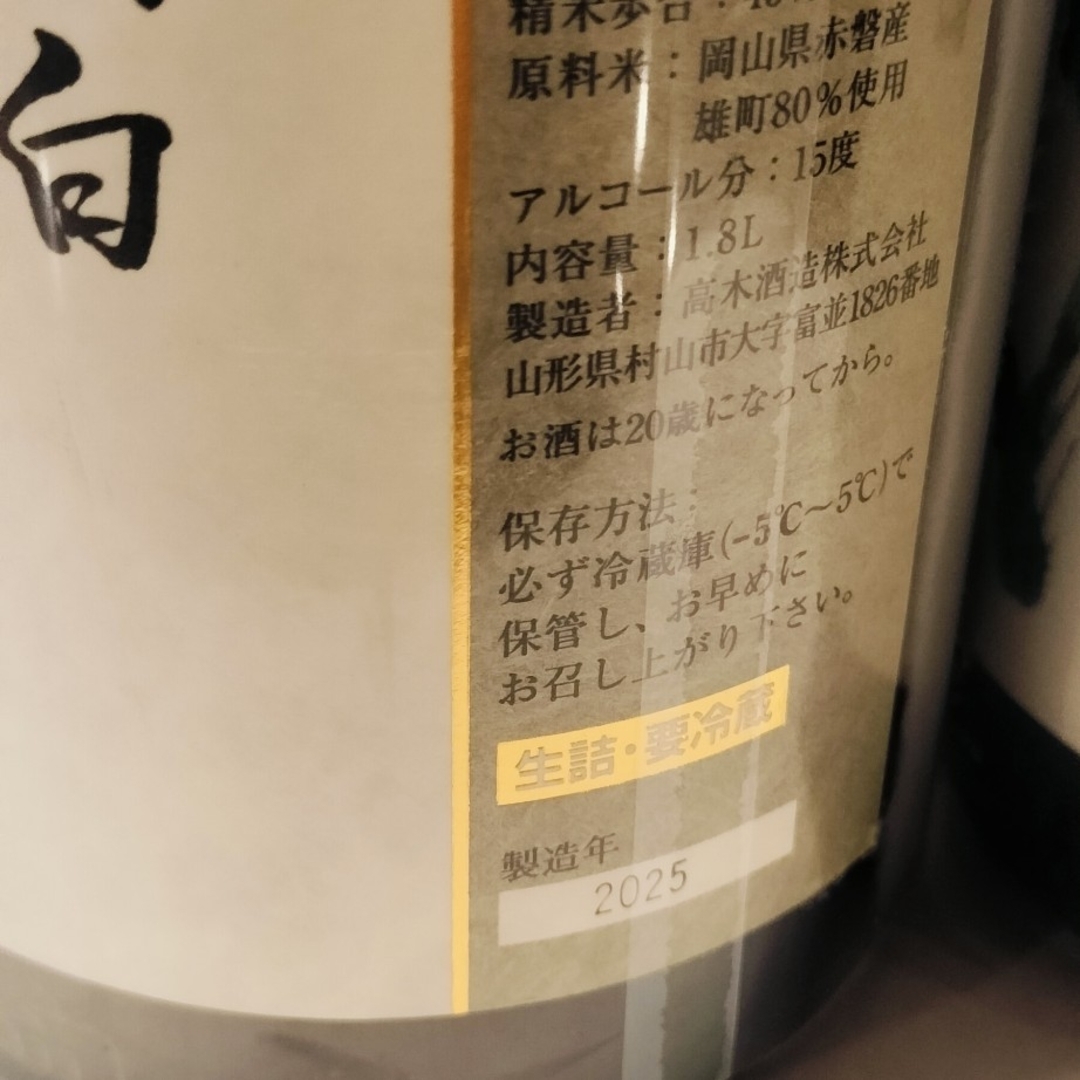 白
精米歩合：
原料米：岡山県赤磐産
雄町80%使用
アルコール分：15度
内容量：1.8L
製造者：高木酒造株式会社
山形県村山市大字富並1826番地
お酒は20歳になってから。
保存方法：
必ず冷蔵庫(-5℃〜5℃)で
保管し、お早めに
お召し上がり下さい。
生詰・要冷蔵
製造年
2025